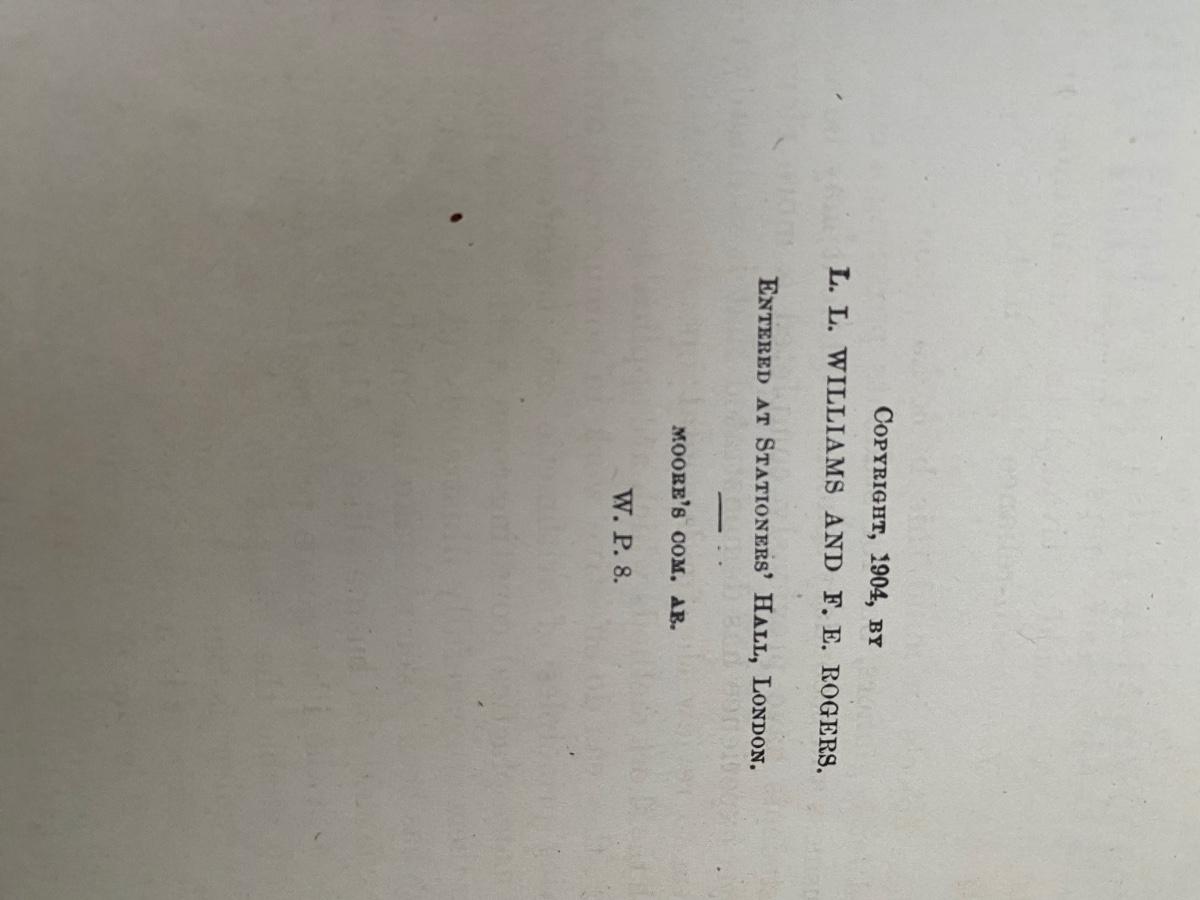 COPYRIGHT, 1904, BY
L. L. WILLIAMS AND F. E. ROGERS.
ENTERED AT STATIONERS' HALL, LONDON.
MOORE'S COM. AR.
W. P. 8.